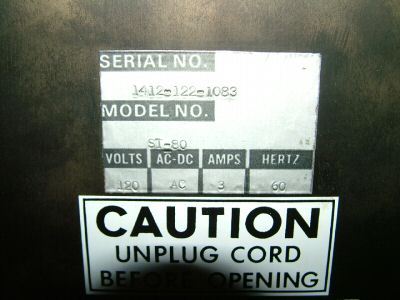 SERIAL NO.
1412-122-1083
MODEL NO.
ST-80
VOLTS AC-DC AMPS HERTZ
120 AC 3 60
CAUTION
UNPLUG CORD
BEFORE OPENING